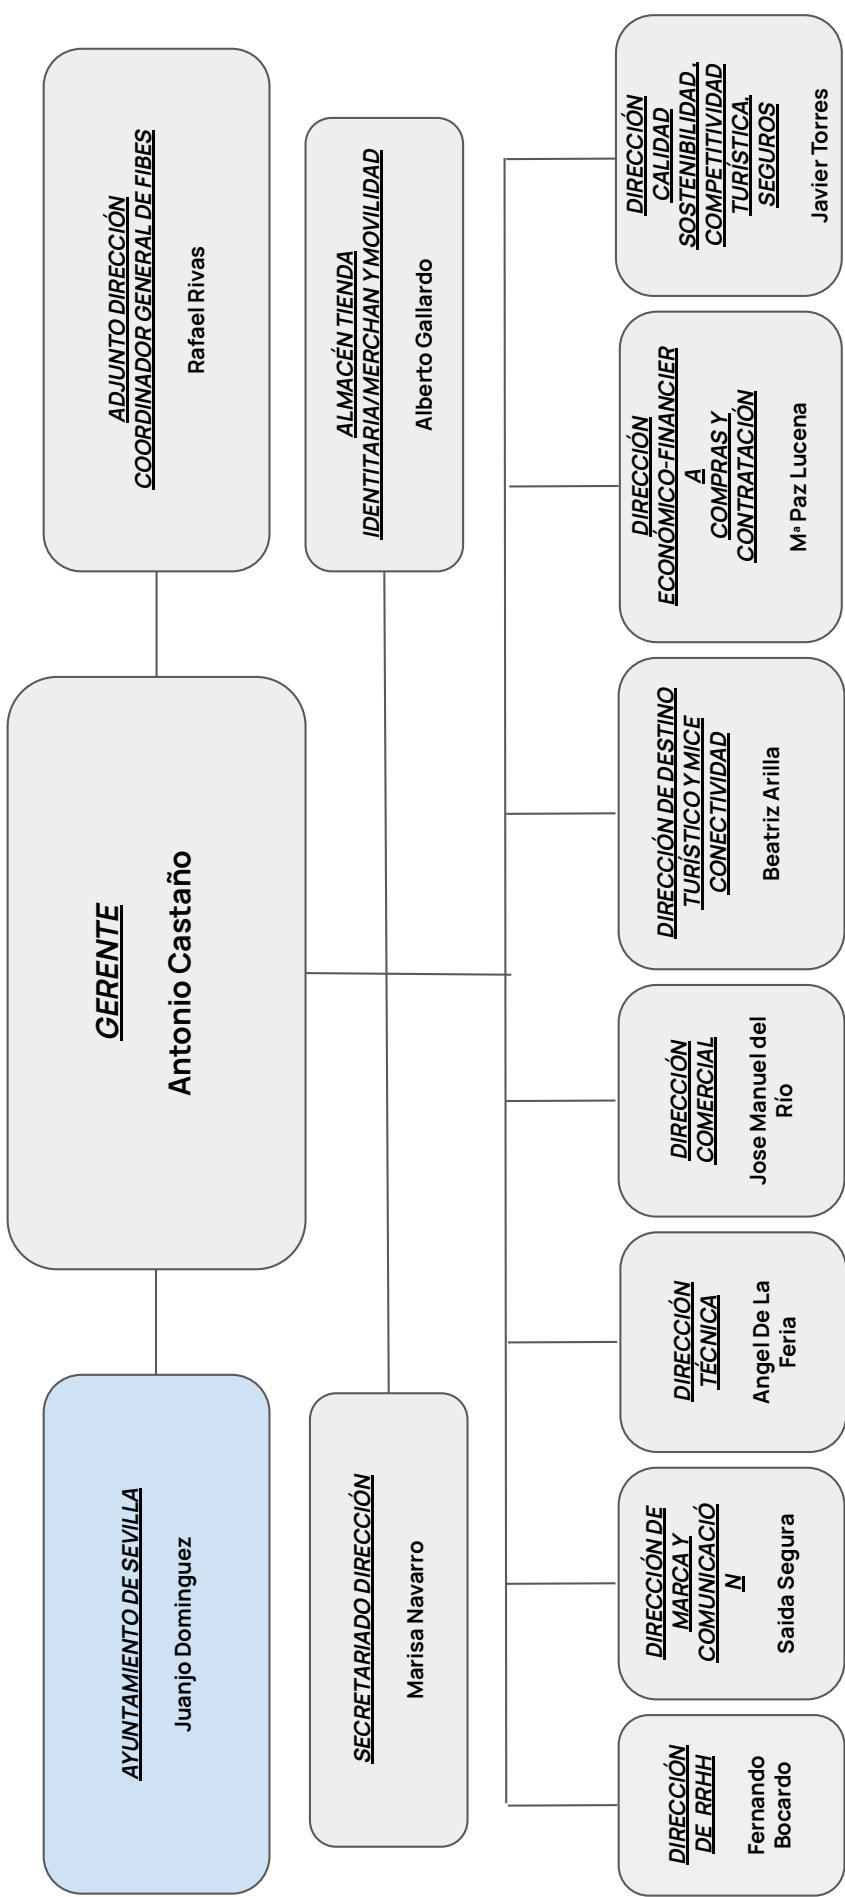 AYUNTAMIENTO DE SEVILLA
Juanjo Dominguez
GERENTE
Antonio Castaño
ADJUNTO DIRECCIÓN
COORDINADOR GENERAL DE FIBES
Rafael Rivas
SECRETARIADO DIRECCIÓN
Marisa Navarro
ALMACÉN TIENDA
IDENTITARIA/MERCHAN Y MOVILIDAD
Alberto Gallardo
DIRECCIÓN
DE RRHH
Fernando
Bocardo
DIRECCIÓN DE
MARCA Y
COMUNICACIÓ
N
Saida Segura
DIRECCIÓN
TÉCNICA
Angel De La
Feria
DIRECCIÓN
COMERCIAL
Jose Manuel del
Río
DIRECCIÓN DE DESTINO
TURÍSTICO Y MICE
CONECTIVIDAD
Beatriz Arilla
DIRECCIÓN
ECONÓMICO-FINANCIER
A
COMPRAS Y
CONTRATACIÓN
Mª Paz Lucena
DIRECCIÓN
CALIDAD
SOSTENIBILIDAD,
COMPETITIVIDAD
TURÍSTICA,
SEGUROS
Javier Torres